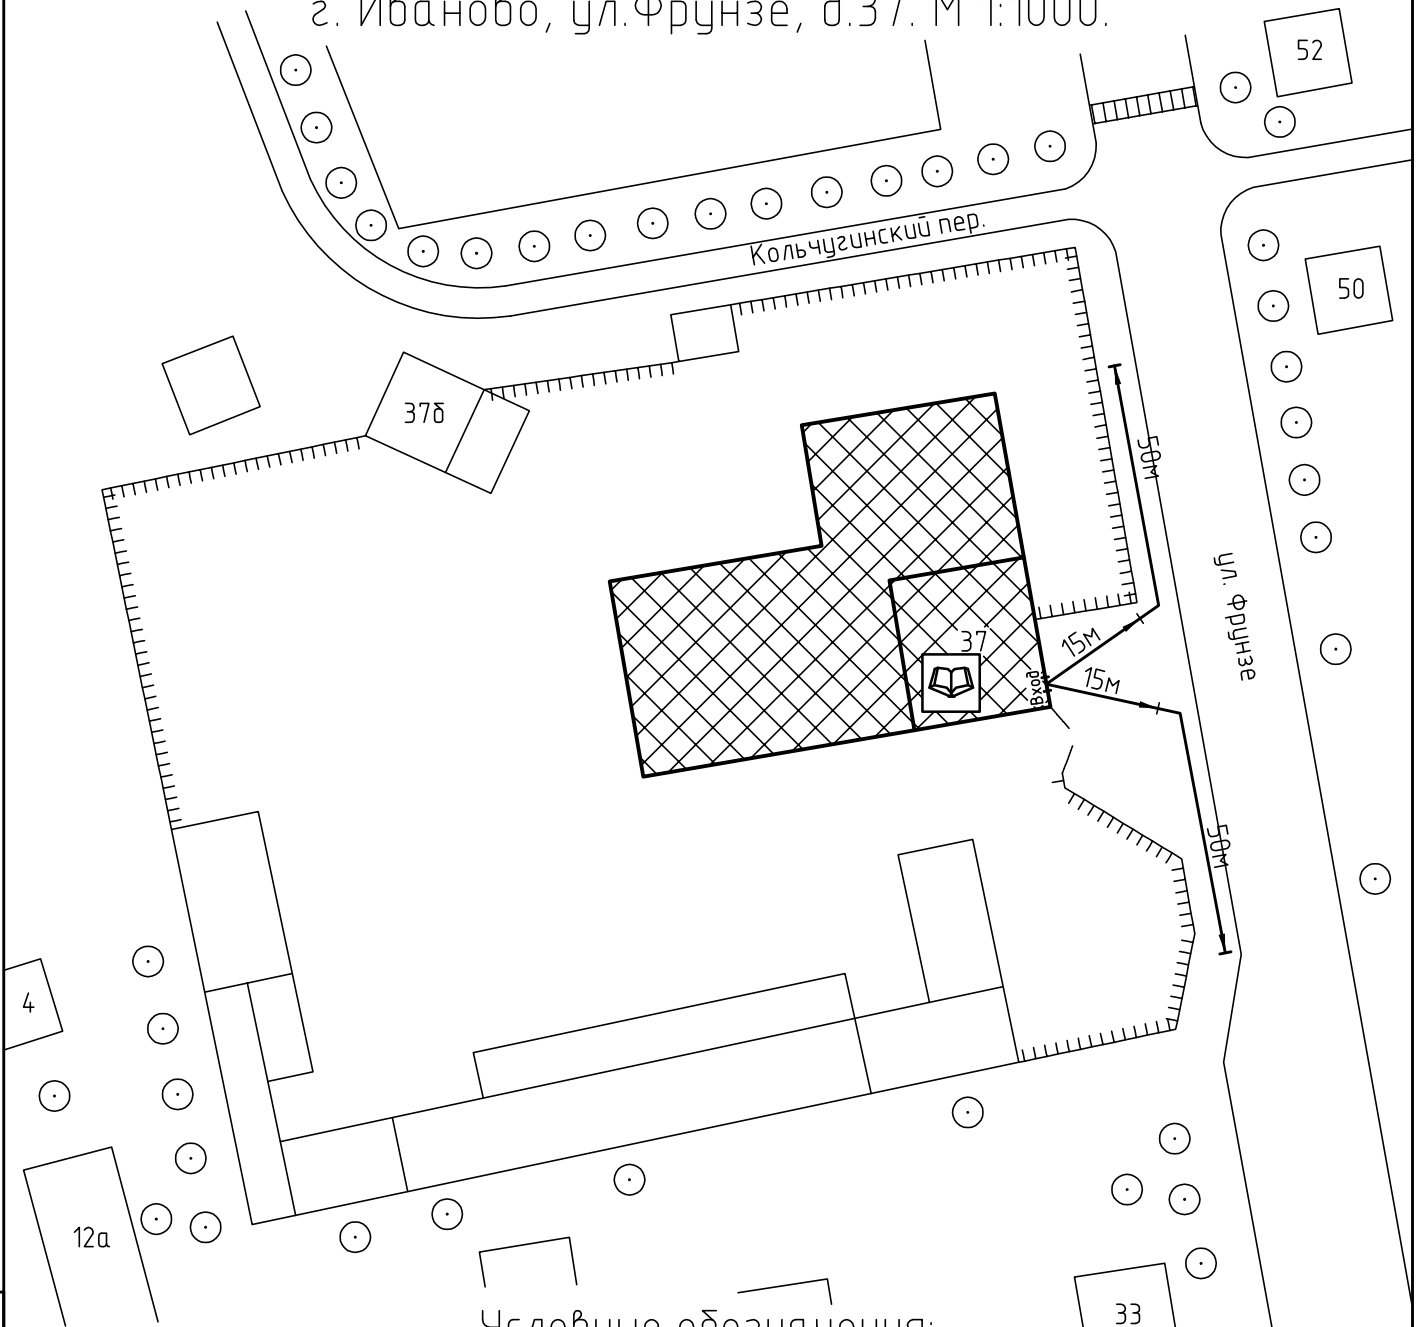 г. Иваново, ул.Фрунзе, д.37. М 1:1000.
52
Кольчугинский пер.
50
37б
50м
ул. Фрунзе
37
15м
Вход
15м
50м
4
12а
33
Условные обозначения: